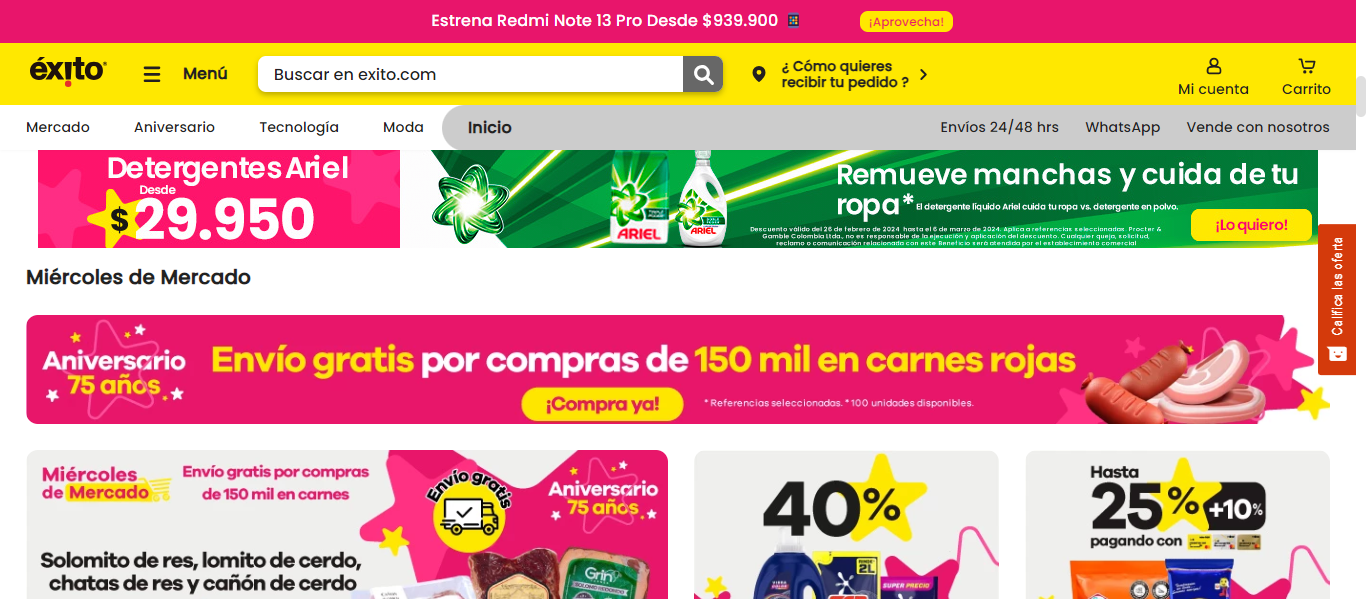 Estrena Redmi Note 13 Pro Desde $939.900
¡Aprovecha!
éxito
Menú
Buscar en exito.com
¿ Cómo quieres
recibir tu pedido ?
Mi cuenta
Carrito
Mercado
Aniversario
Tecnología
Moda
Inicio
Envíos 24/48 hrs
WhatsApp
Vende con nosotros
Detergentes Ariel
Desde
$29.950
ARIEL
ARIEL
Remueve manchas y cuida de tu
ropa* El detergente líquido Ariel cuida tu ropa vs. detergente en polvo.
Descuento válido del 26 de febrero de 2024 hasta el 6 de marzo de 2024. Aplica a referencias seleccionadas. Procter &
Gamble Colombia Ltda., no es responsable de la ejecución y aplicación del descuento. Cualquier queja, solicitud,
reclamo o comunicación relacionada con este Beneficio será atendida por el establecimiento comercial
¡Lo quiero!
Califica las oferta
Miércoles de Mercado
Aniversario
75 años
Envío gratis por compras de 150 mil en carnes rojas
¡Compra ya!
* Referencias seleccionadas. * 100 unidades disponibles.
Miércoles
de Mercado
Envío gratis por compras
de 150 mil en carnes
Envío gratis
Aniversario
75 años
Solomito de res, lomito de cerdo,
chatas de res y cañón de cerdo
Grin
40%
2L
SUPER PRECIO
Hasta
25% +10%
pagando con